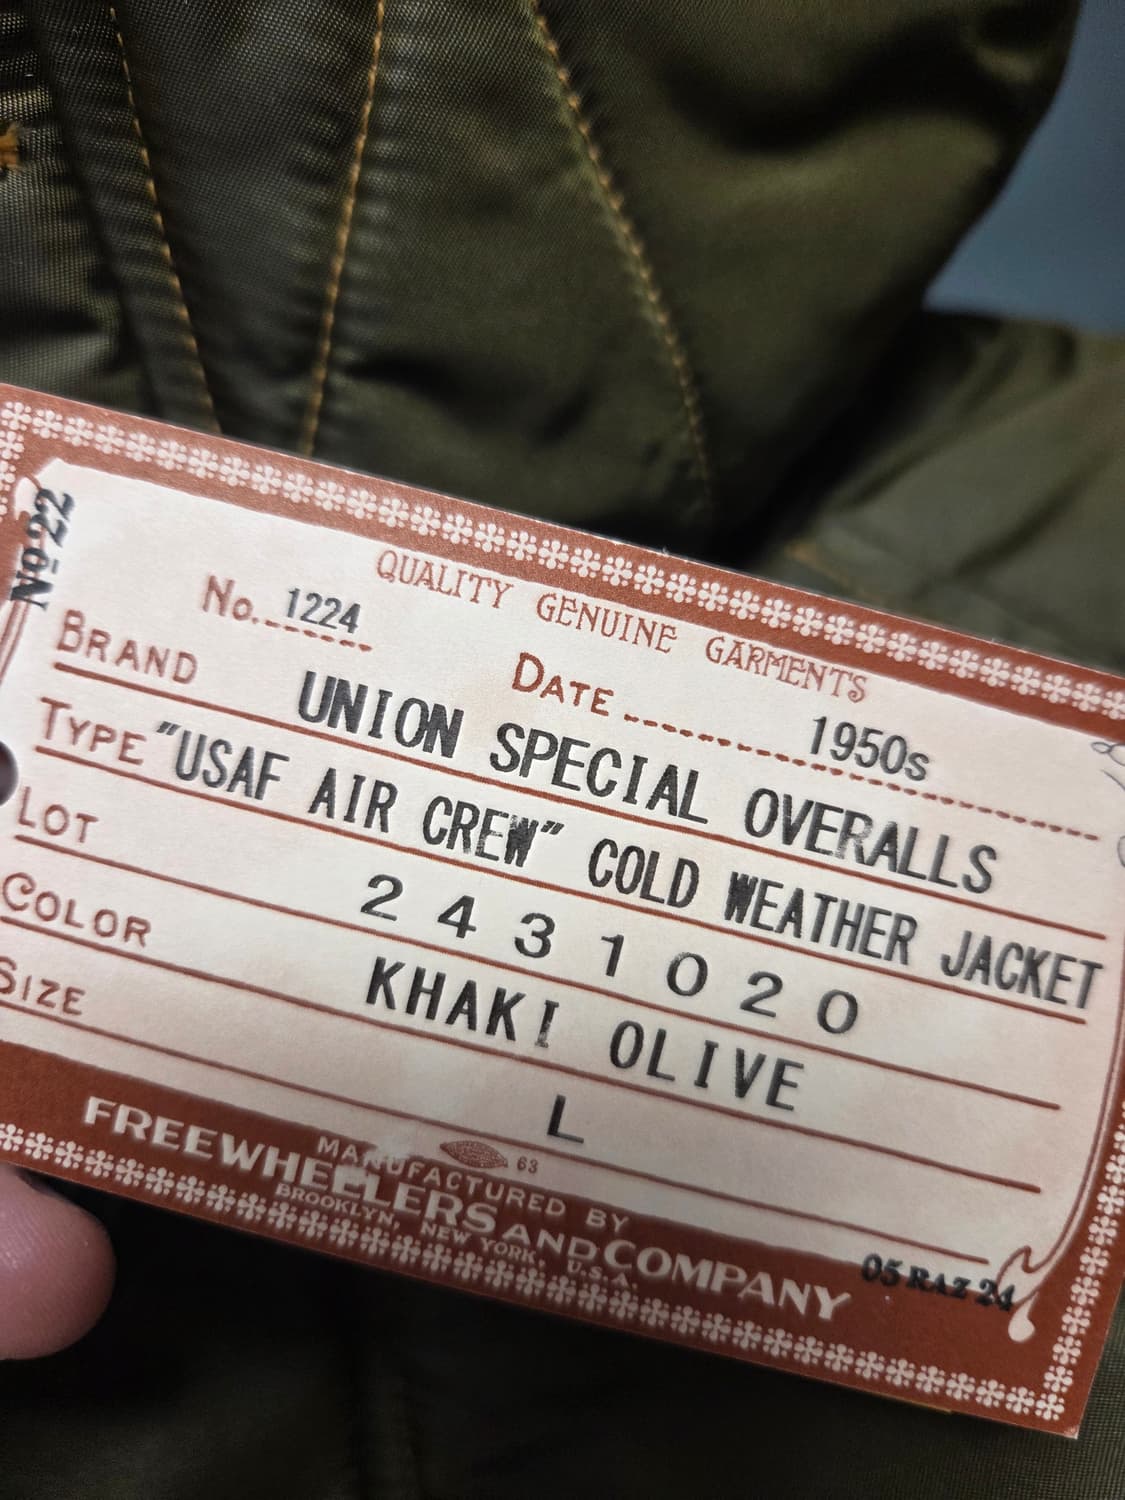 No 22
QUALITY GENUINE GARMENTS
No. 1224
DATE 1950s
BRAND UNION SPECIAL OVERALLS
TYPE "USAF AIR CREW" COLD WEATHER JACKET
LOT 2431020
COLOR KHAKI OLIVE
SIZE L
63
MANUFACTURED BY
FREEWHEELERS AND COMPANY
BROOKLYN, NEW YORK, U.S.A.
05 RAZ 24